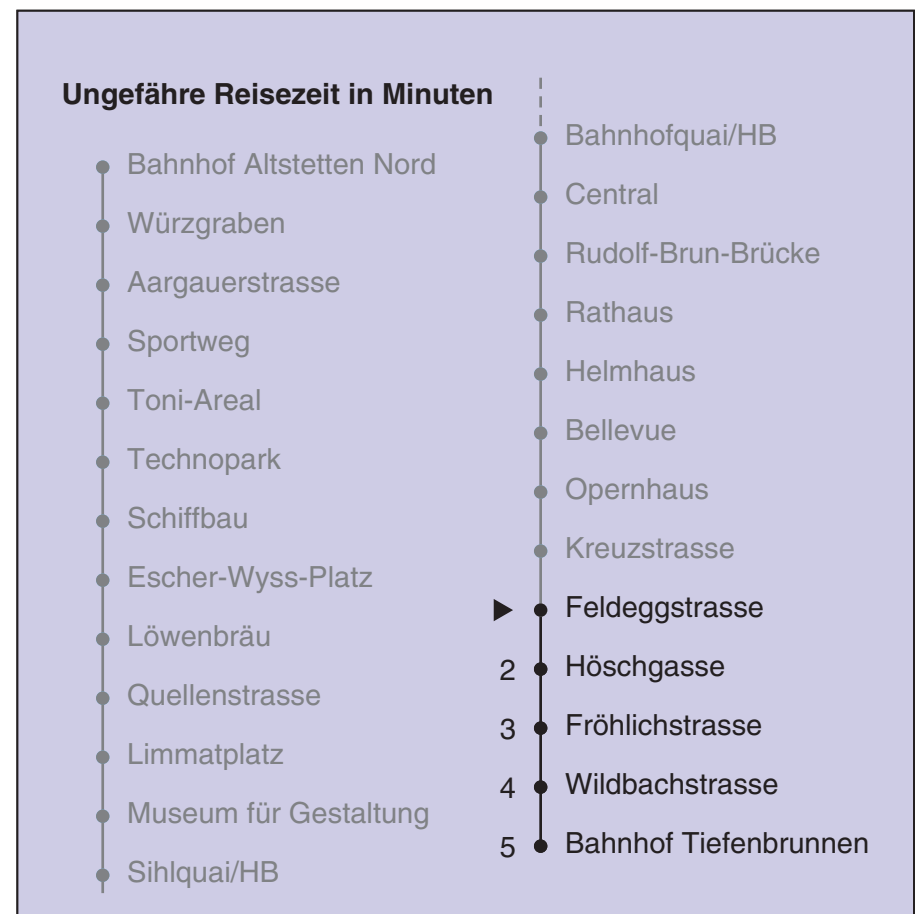 Ungefähre Reisezeit in Minuten
Bahnhof Altstetten Nord
Würzgraben
Aargauerstrasse
Sportweg
Toni-Areal
Technopark
Schiffbau
Escher-Wyss-Platz
Löwenbräu
Quellenstrasse
Limmatplatz
Museum für Gestaltung
Sihlquai/HB
Bahnhofquai/HB
Central
Rudolf-Brun-Brücke
Rathaus
Helmhaus
Bellevue
Opernhaus
Kreuzstrasse
Feldeggstrasse
2 Höschgasse
3 Fröhlichstrasse
4 Wildbachstrasse
5 Bahnhof Tiefenbrunnen